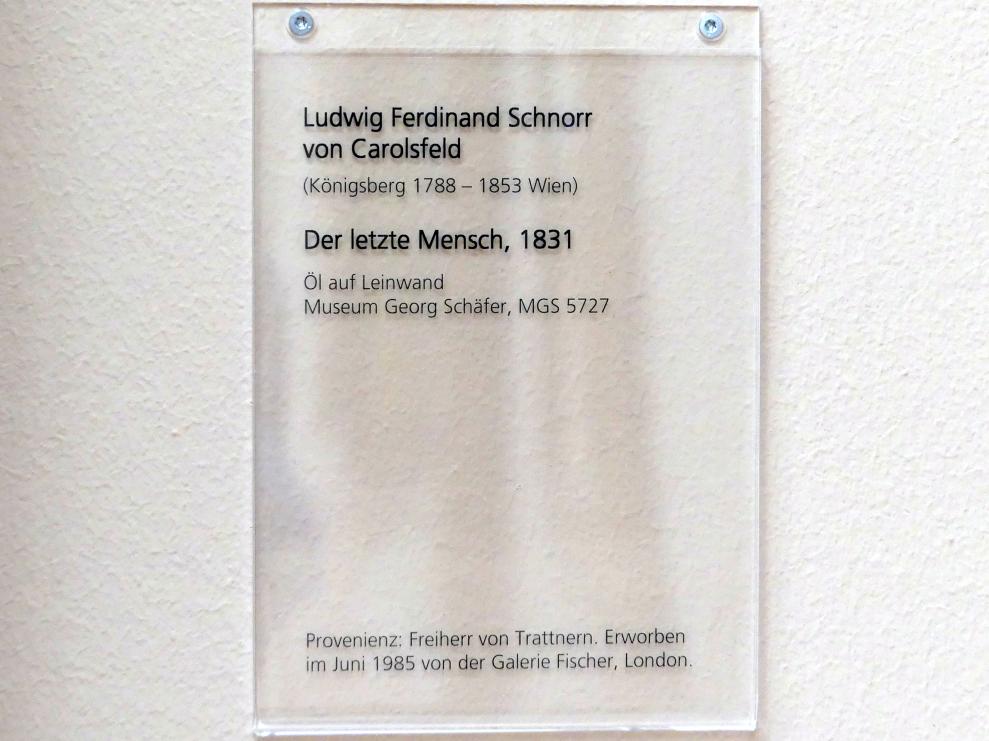 Ludwig Ferdinand Schnorr
von Carolsfeld
(Königsberg 1788 – 1853 Wien)
Der letzte Mensch, 1831
Öl auf Leinwand
Museum Georg Schäfer, MGS 5727
Provenienz: Freiherr von Trattnern. Erworben
im Juni 1985 von der Galerie Fischer, London.